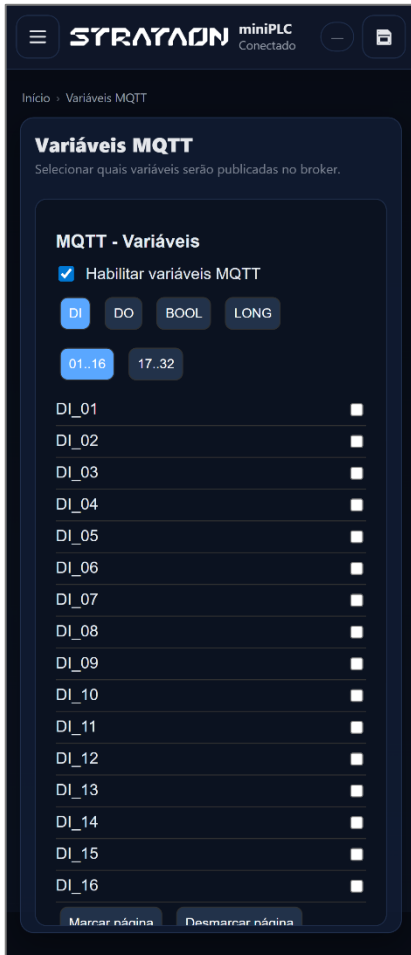 STRATAON miniPLC
Conectado
—
Início › Variáveis MQTT
Variáveis MQTT
Selecionar quais variáveis serão publicadas no broker.
MQTT - Variáveis
Habilitar variáveis MQTT
DI DO BOOL LONG
01..16 17..32
DI_01
DI_02
DI_03
DI_04
DI_05
DI_06
DI_07
DI_08
DI_09
DI_10
DI_11
DI_12
DI_13
DI_14
DI_15
DI_16
Marcar página Desmarcar página